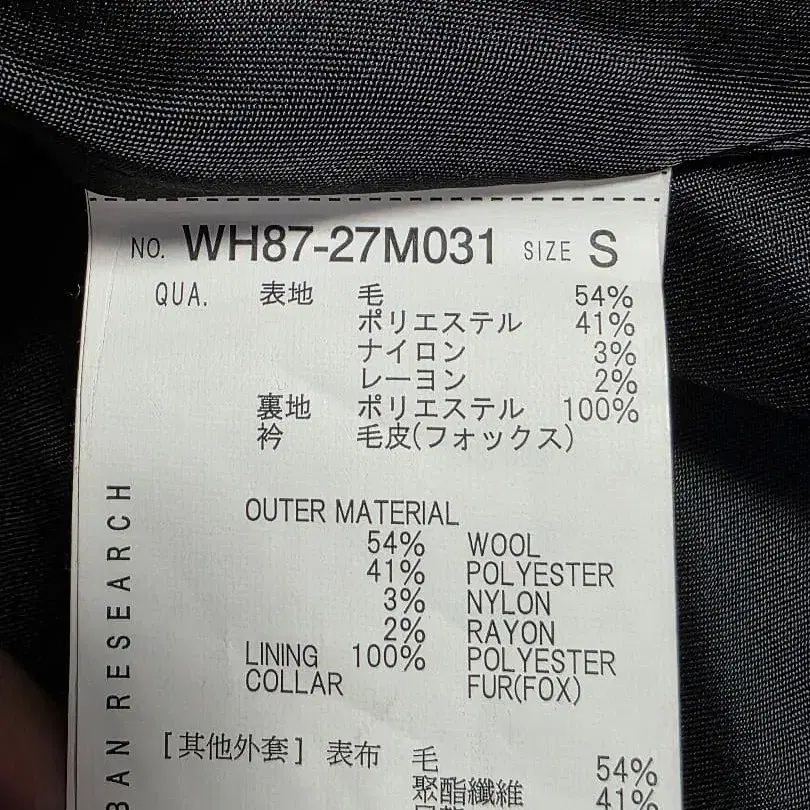 NO. WH87-27M031 SIZE S
QUA. 表地 毛 54%
ポリエステル 41%
ナイロン 3%
レーヨン 2%
裏地 ポリエステル 100%
衿 毛皮(フォックス)
OUTER MATERIAL
54% WOOL
41% POLYESTER
3% NYLON
2% RAYON
LINING 100% POLYESTER
COLLAR FUR(FOX)
[其他外套] 表布 毛 54%
聚酯纖維 41%
BAN RESEARCH